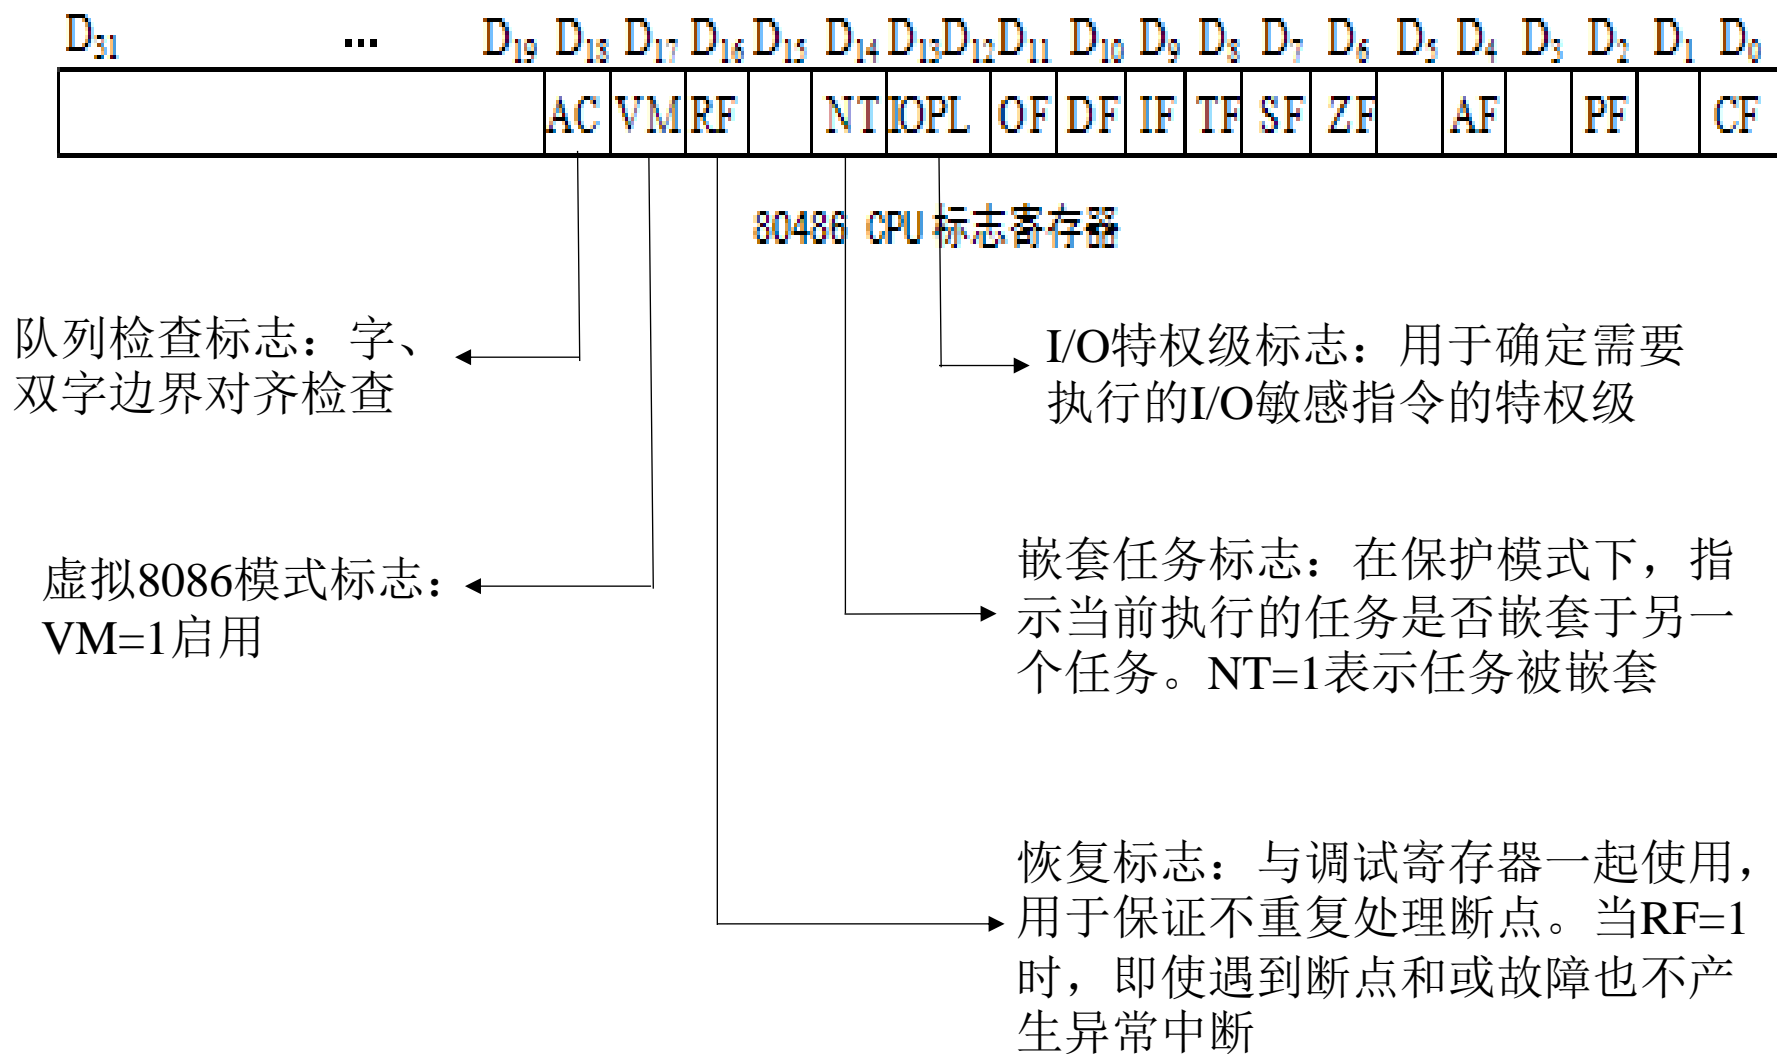 D31 ... D19 D18 D17 D16 D15 D14 D13 D12 D11 D10 D9 D8 D7 D6 D5 D4 D3 D2 D1 D0
AC VM RF NT IOPL OF DF IF TF SF ZF AF PF CF
80486 CPU 标志寄存器
队列检查标志：字、
双字边界对齐检查
I/O特权级标志：用于确定需要
执行的I/O敏感指令的特权级
虚拟8086模式标志：
VM=1启用
嵌套任务标志：在保护模式下，指
示当前执行的任务是否嵌套于另一
个任务。NT=1表示任务被嵌套
恢复标志：与调试寄存器一起使用，
用于保证不重复处理断点。当RF=1
时，即使遇到断点和或故障也不产
生异常中断